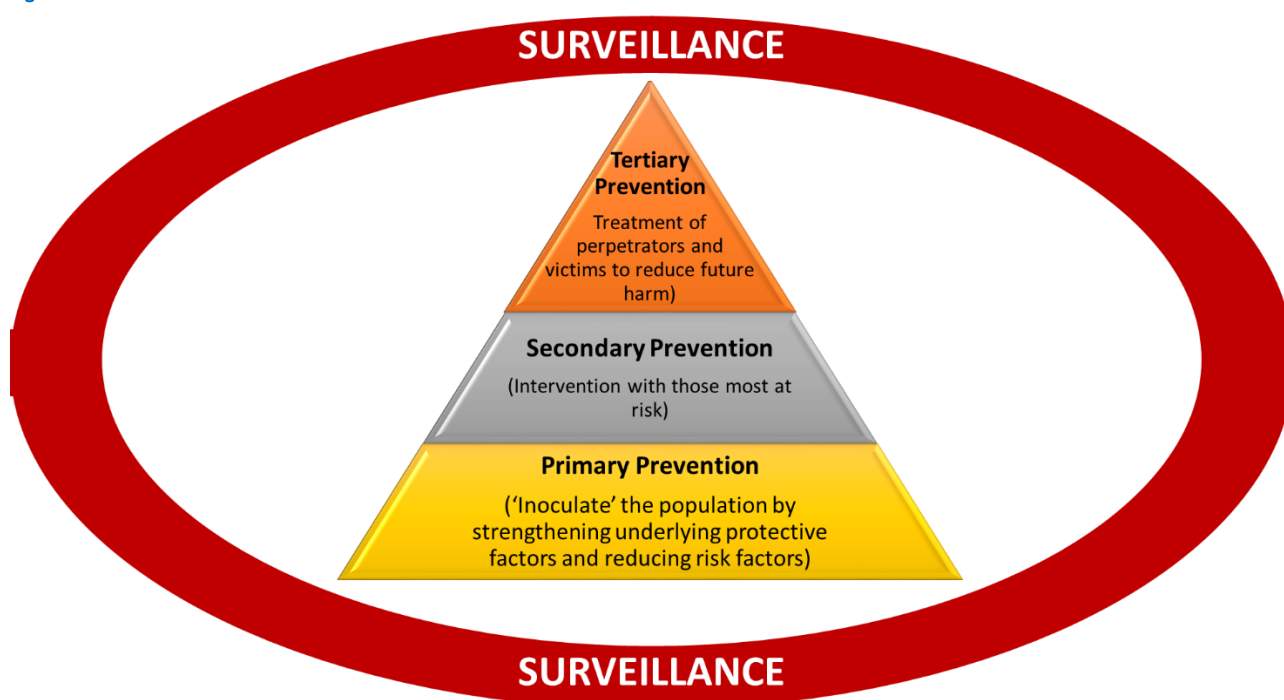 SURVEILLANCE
Tertiary
Prevention
Treatment of
perpetrators and
victims to reduce future
harm)
Secondary Prevention
(Intervention with those most at
risk)
Primary Prevention
(‘Inoculate’ the population by
strengthening underlying protective
factors and reducing risk factors)
SURVEILLANCE